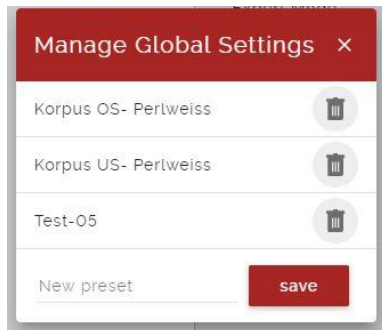 Manage Global Settings ×
Korpus OS- Perlweiss
Korpus US- Perlweiss
Test-05
New preset
save